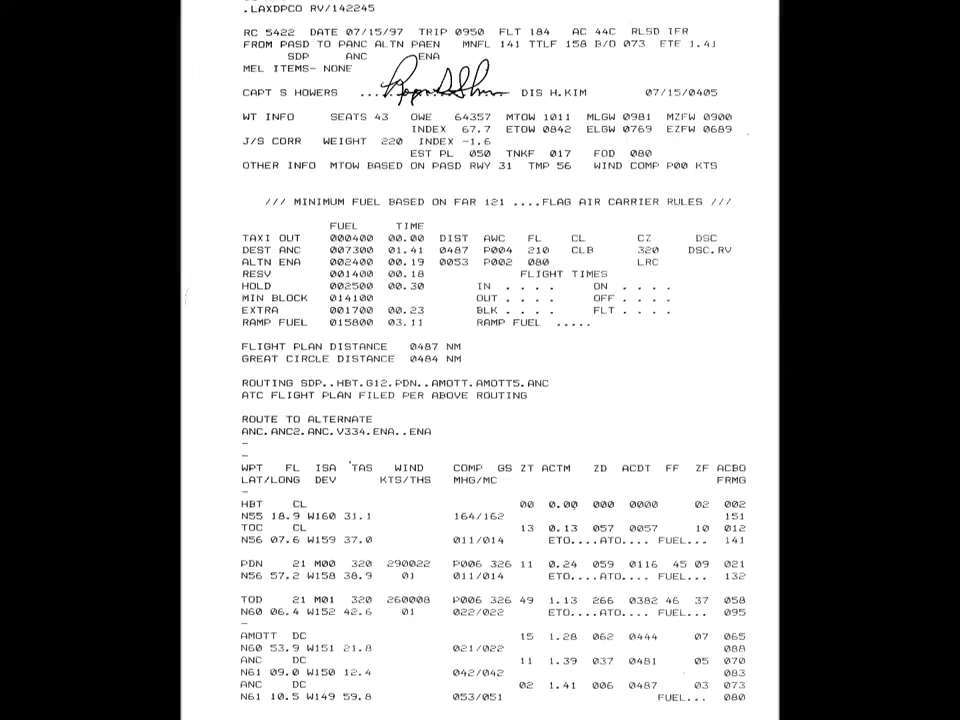 .LAXDPCO RV/142245
RC 5422 DATE 07/15/97 TRIP 0950 FLT 184 AC 44C RLSD IFR
FROM PASD TO PANC ALTN PAEN MNFL 141 TTLF 158 B/O 073 ETE 1.41
SDP ANC ENA
MEL ITEMS- NONE
CAPT S HOWERS .... DIS H.KIM 07/15/0405
WT INFO SEATS 43 OWE 64357 MTOW 1011 MLGW 0981 MZFW 0900
INDEX 67.7 ETOW 0842 ELGW 0769 EZFW 0689
J/S CORR WEIGHT 220 INDEX -1.6
EST PL 050 TNKF 017 FOD 080
OTHER INFO MTOW BASED ON PASD RWY 31 TMP 56 WIND COMP P00 KTS
/// MINIMUM FUEL BASED ON FAR 121 ....FLAG AIR CARRIER RULES ///
FUEL TIME
TAXI OUT 000400 00.00 DIST AWC FL CL CZ DSC
DEST ANC 007300 01.41 0487 P004 210 CLB 320 DSC.RV
ALTN ENA 002400 00.19 0053 P002 080 LRC
RESV 001400 00.18 FLIGHT TIMES
HOLD 002500 00.30 IN . . . . ON . . . .
MIN BLOCK 014100 OUT . . . . OFF . . . .
EXTRA 001700 00.23 BLK . . . . FLT . . . .
RAMP FUEL 015800 03.11 RAMP FUEL .....
FLIGHT PLAN DISTANCE 0487 NM
GREAT CIRCLE DISTANCE 0484 NM
ROUTING SDP..HBT.G12.PDN..AMOTT.AMOTT5.ANC
ATC FLIGHT PLAN FILED PER ABOVE ROUTING
ROUTE TO ALTERNATE
ANC.ANC2.ANC.V334.ENA..ENA
-
-
WPT FL ISA TAS WIND COMP GS ZT ACTM ZD ACDT FF ZF ACBO
LAT/LONG DEV KTS/THS MHG/MC FRMG
-
HBT CL 00 0.00 000 0000 02 002
N55 18.9 W160 31.1 164/162 151
TOC CL 13 0.13 057 0057 10 012
N56 07.6 W159 37.0 011/014 ETO....ATO.... FUEL... 141
PDN 21 M00 320 290022 P006 326 11 0.24 059 0116 45 09 021
N56 57.2 W158 38.9 01 011/014 ETO....ATO.... FUEL... 132
TOD 21 M01 320 260008 P006 326 49 1.13 266 0382 46 37 058
N60 06.4 W152 42.6 01 022/022 ETO....ATO.... FUEL... 095
-
AMOTT DC 15 1.28 062 0444 07 065
N60 53.9 W151 21.8 021/022 088
ANC DC 11 1.39 037 0481 05 070
N61 09.0 W150 12.4 042/042 083
ANC DC 02 1.41 006 0487 03 073
N61 10.5 W149 59.8 053/051 FUEL... 080